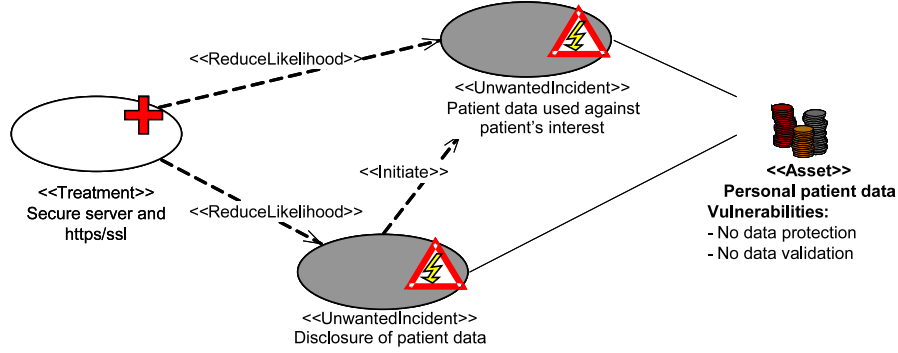 <<ReduceLikelihood>>
<<UnwantedIncident>>
Patient data used against
patient's interest
<<Initiate>>
<<Treatment>>
Secure server and
https/ssl
<<ReduceLikelihood>>
<<UnwantedIncident>>
Disclosure of patient data
<<Asset>>
Personal patient data
Vulnerabilities:
- No data protection
- No data validation